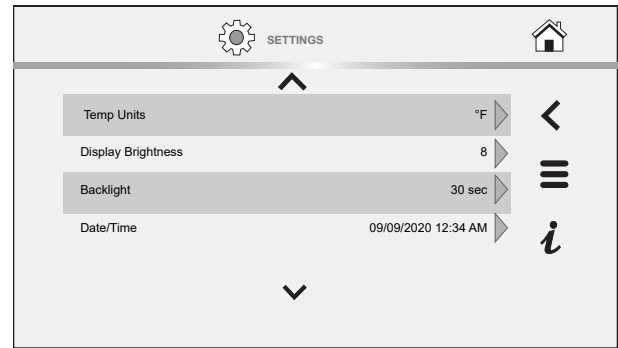 SETTINGS
Temp Units °F
Display Brightness 8
Backlight 30 sec
Date/Time 09/09/2020 12:34 AM
i